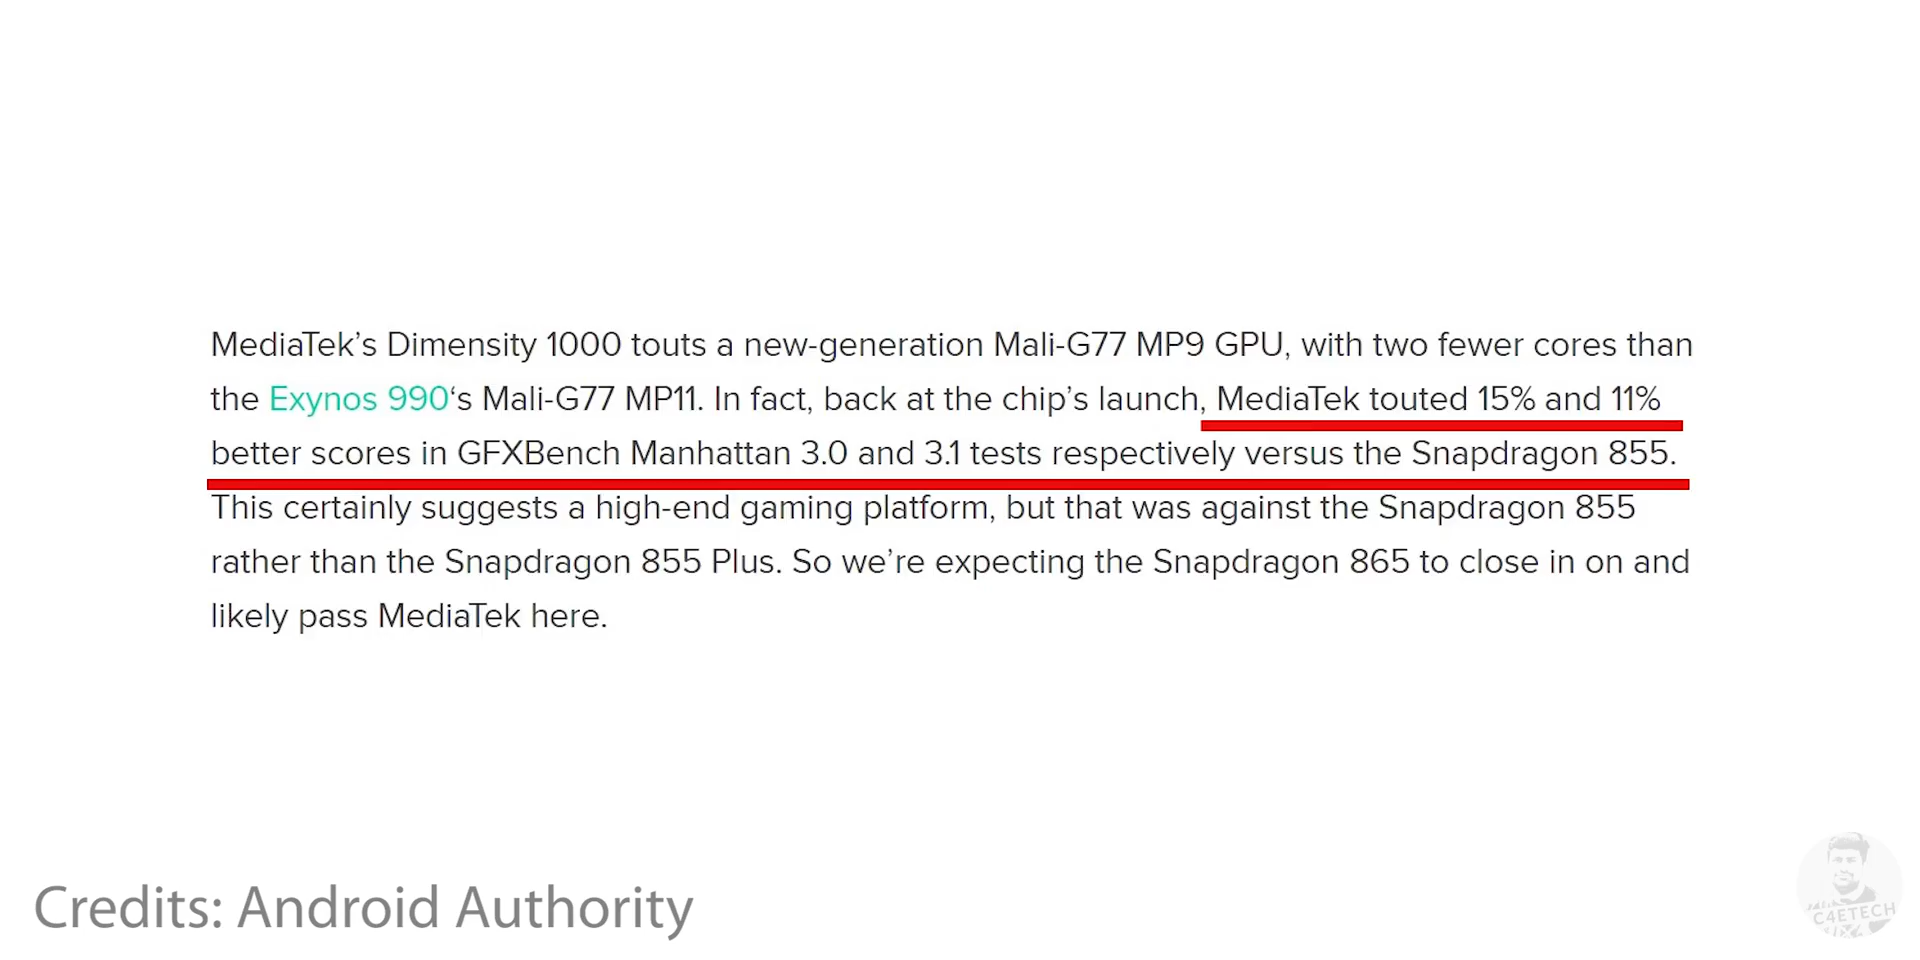 MediaTek’s Dimensity 1000 touts a new-generation Mali-G77 MP9 GPU, with two fewer cores than
the Exynos 990‘s Mali-G77 MP11. In fact, back at the chip’s launch, MediaTek touted 15% and 11%
better scores in GFXBench Manhattan 3.0 and 3.1 tests respectively versus the Snapdragon 855.
This certainly suggests a high-end gaming platform, but that was against the Snapdragon 855
rather than the Snapdragon 855 Plus. So we’re expecting the Snapdragon 865 to close in on and
likely pass MediaTek here.
Credits: Android Authority
C4ETECH